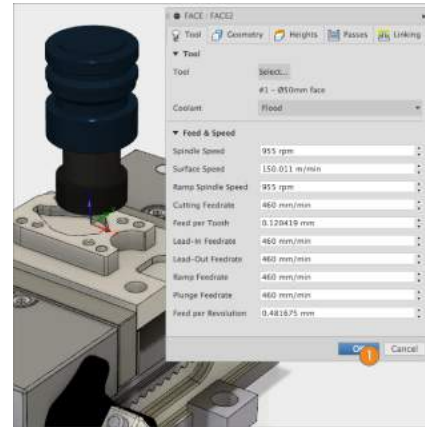 FACE : FACE2
Tool Geometry Heights Passes Linking
Tool
Tool Select...
#1 - Ø50mm face
Coolant Flood
Feed & Speed
Spindle Speed 955 rpm
Surface Speed 150.011 m/min
Ramp Spindle Speed 955 rpm
Cutting Feedrate 460 mm/min
Feed per Tooth 0.120419 mm
Lead-In Feedrate 460 mm/min
Lead-Out Feedrate 460 mm/min
Ramp Feedrate 460 mm/min
Plunge Feedrate 460 mm/min
Feed per Revolution 0.481675 mm
1 Cancel